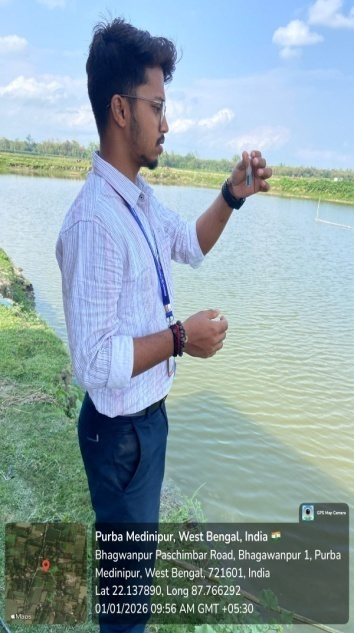 GPS Map Camera
Purba Medinipur, West Bengal, India 🇮🇳
Bhagwanpur Paschimbar Road, Bhagawanpur 1, Purba
Medinipur, West Bengal, 721601, India
Lat 22.137890, Long 87.766292
01/01/2026 09:56 AM GMT +05:30
Maps